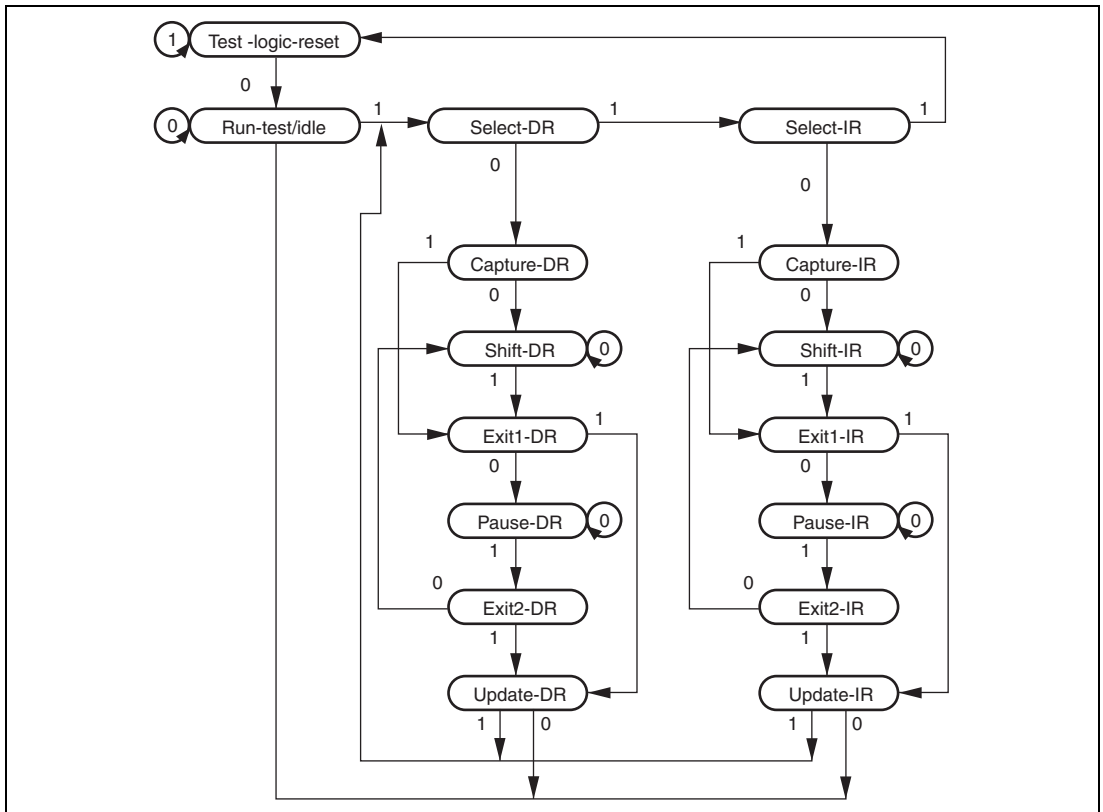 1 Test -logic-reset
0
0 Run-test/idle 1 Select-DR 1 Select-IR 1
0 0
1 1
Capture-DR Capture-IR
0 0
Shift-DR 0 Shift-IR 0
1 1
Exit1-DR 1 Exit1-IR 1
0 0
Pause-DR 0 Pause-IR 0
1 1
0 0
Exit2-DR Exit2-IR
1 1
Update-DR Update-IR
1 0 1 0